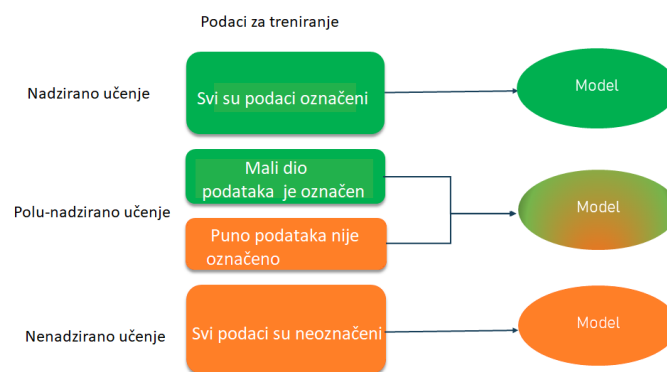 Podaci za treniranje
Nadzirano učenje
Svi su podaci označeni
Model
Mali dio
podataka je označen
Polu-nadzirano učenje
Model
Puno podataka nije
označeno
Nenadzirano učenje
Svi podaci su neoznačeni
Model